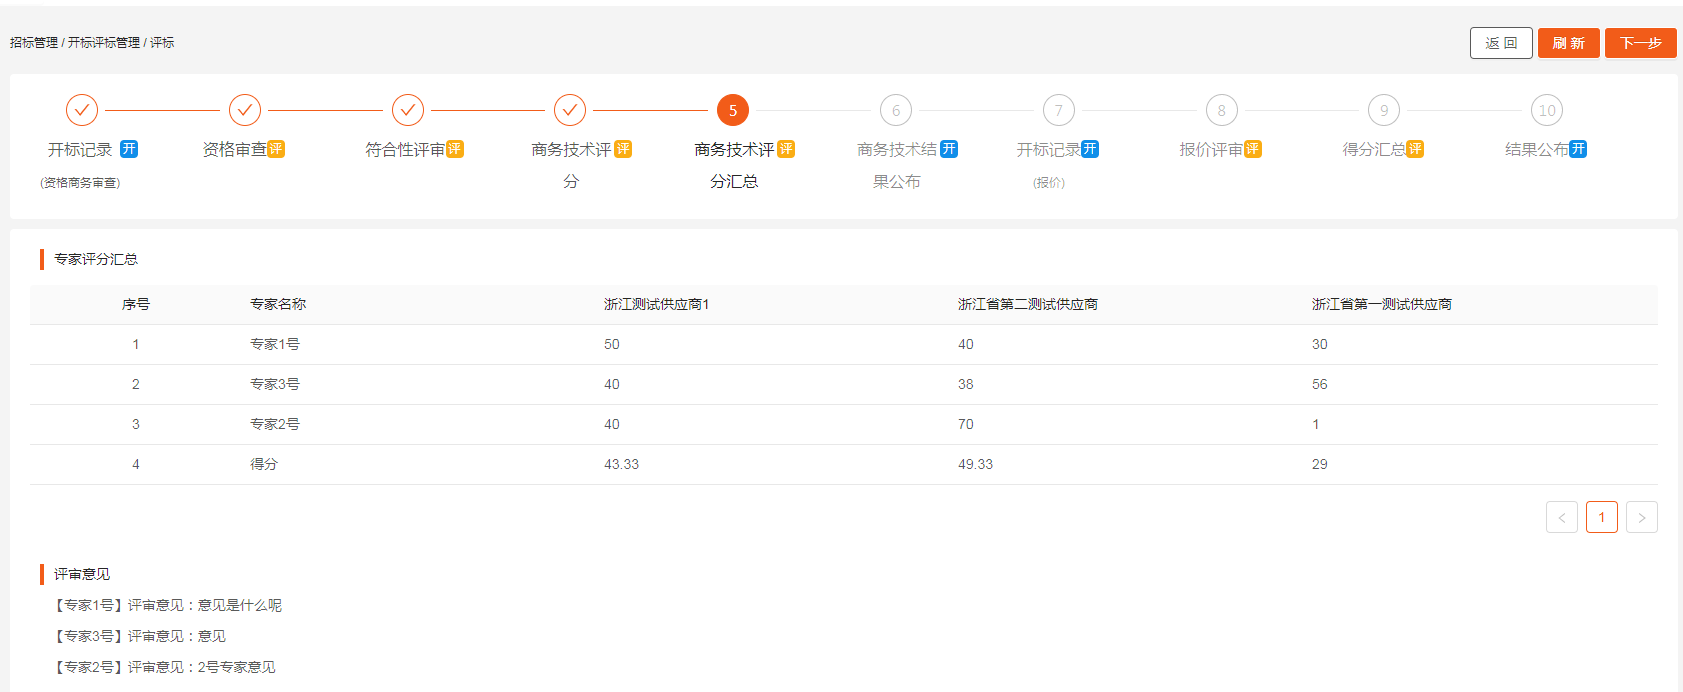 招标管理 / 开标评标管理 / 评标
返 回 刷 新 下一步
5 6 7 8 9 10
开标记录 开 资格审查 评 符合性评审 评 商务技术评 评 商务技术评 评 商务技术结 开 开标记录 开 报价评审 评 得分汇总 评 结果公布 开
(资格商务审查) 分 分汇总 果公布 (报价)
专家评分汇总
序号 专家名称 浙江测试供应商1 浙江省第二测试供应商 浙江省第一测试供应商
1 专家1号 50 40 30
2 专家3号 40 38 56
3 专家2号 40 70 1
4 得分 43.33 49.33 29
< 1 >
评审意见
【专家1号】评审意见：意见是什么呢
【专家3号】评审意见：意见
【专家2号】评审意见：2号专家意见